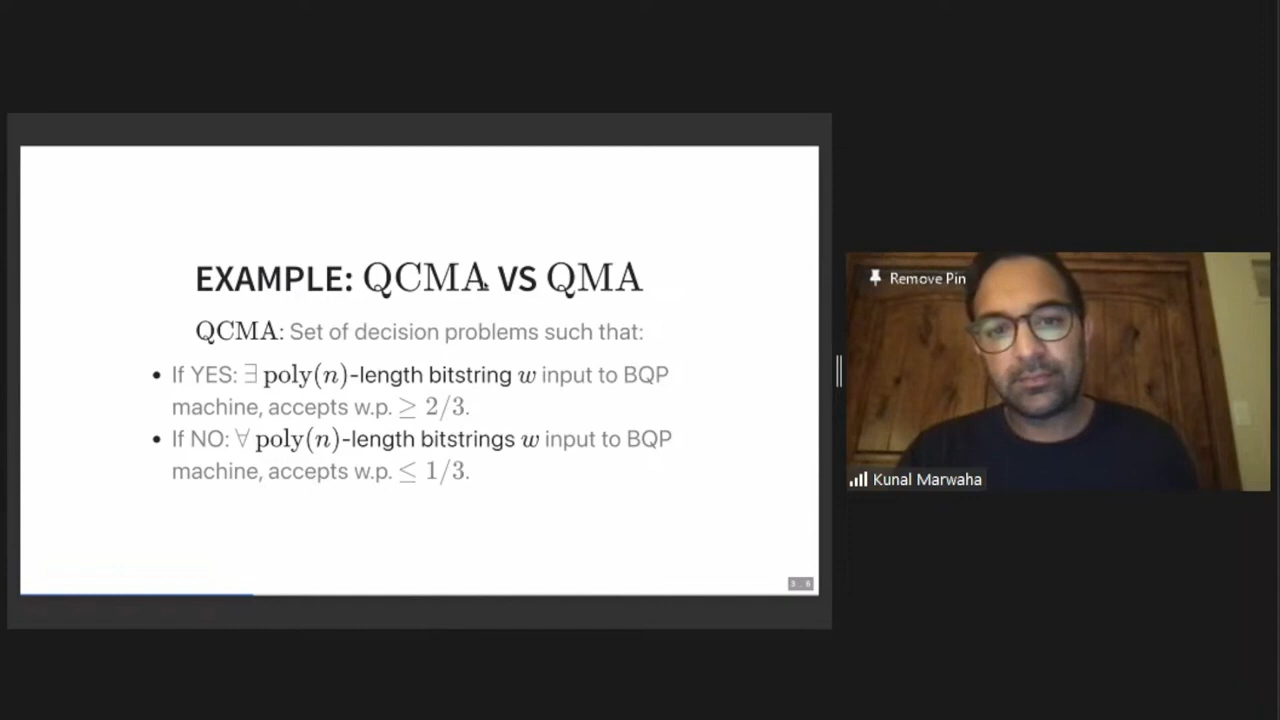 EXAMPLE: QCMA VS QMA
QCMA: Set of decision problems such that:
• If YES: ∃ poly(n)-length bitstring w input to BQP
machine, accepts w.p. ≥ 2/3.
• If NO: ∀ poly(n)-length bitstrings w input to BQP
machine, accepts w.p. ≤ 1/3.
3 . 6
Remove Pin
Kunal Marwaha